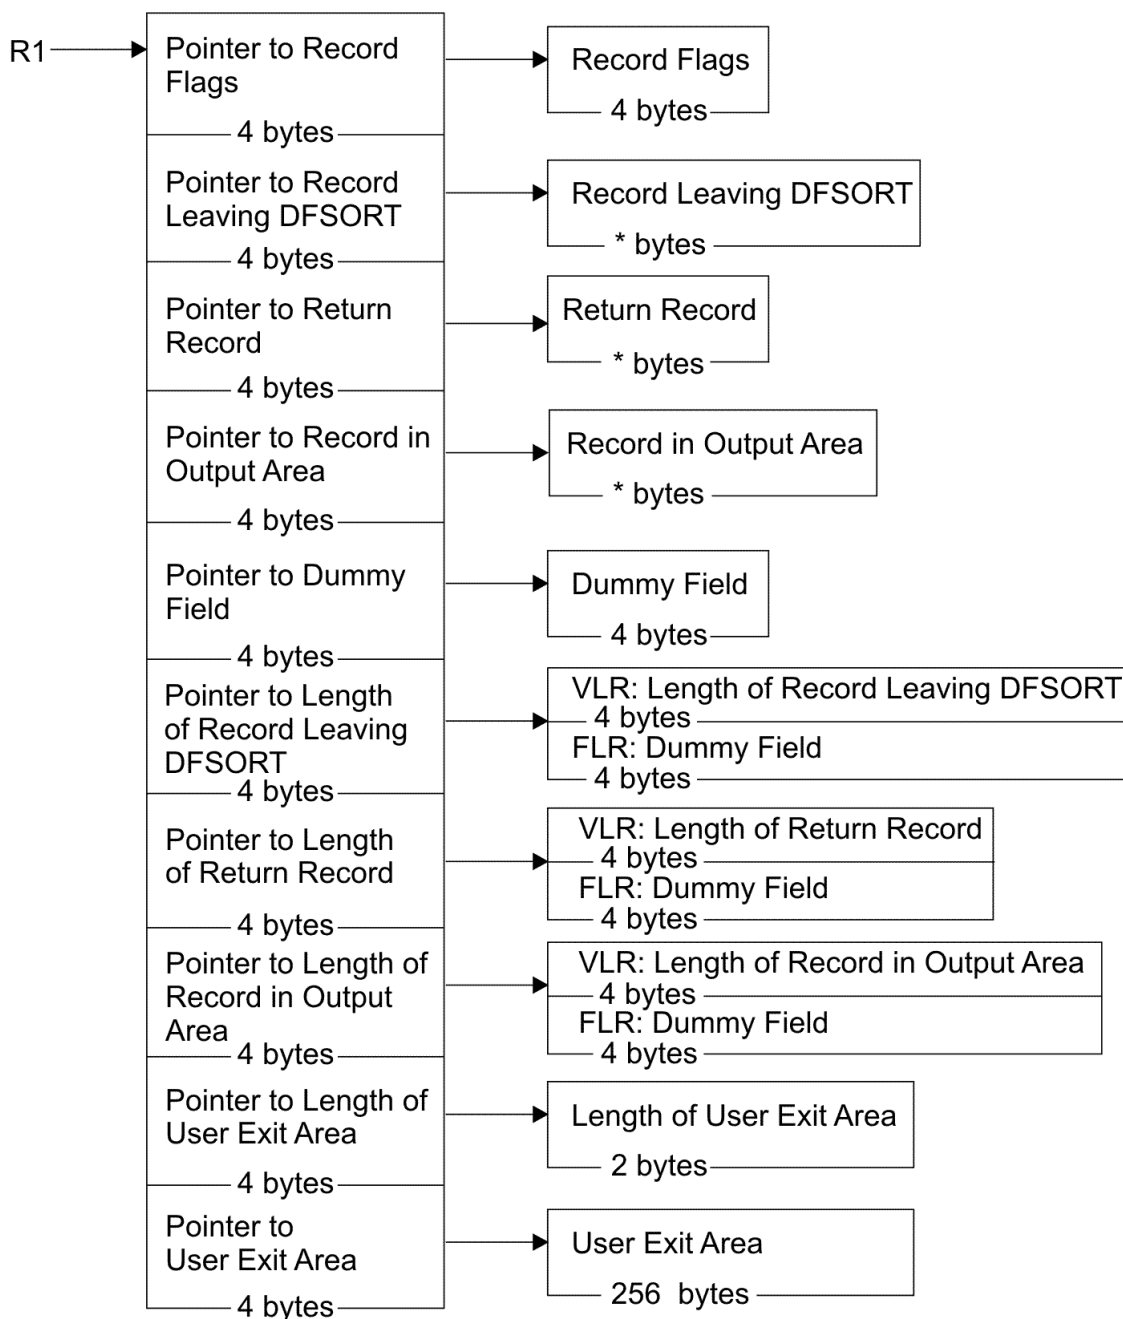 R1
Pointer to Record
Flags
4 bytes
Record Flags
4 bytes
Pointer to Record
Leaving DFSORT
4 bytes
Record Leaving DFSORT
* bytes
Pointer to Return
Record
4 bytes
Return Record
* bytes
Pointer to Record in
Output Area
4 bytes
Record in Output Area
* bytes
Pointer to Dummy
Field
4 bytes
Dummy Field
4 bytes
Pointer to Length
of Record Leaving
DFSORT
4 bytes
VLR: Length of Record Leaving DFSORT
4 bytes
FLR: Dummy Field
4 bytes
Pointer to Length
of Return Record
4 bytes
VLR: Length of Return Record
4 bytes
FLR: Dummy Field
4 bytes
Pointer to Length of
Record in Output
Area
4 bytes
VLR: Length of Record in Output Area
4 bytes
FLR: Dummy Field
4 bytes
Pointer to Length of
User Exit Area
4 bytes
Length of User Exit Area
2 bytes
Pointer to
User Exit Area
4 bytes
User Exit Area
256 bytes